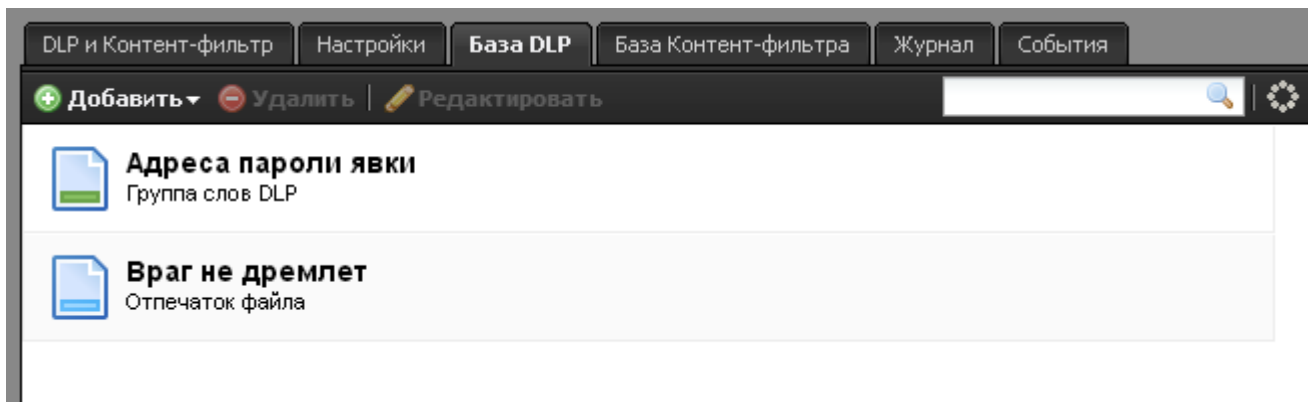 DLP и Контент-фильтр Настройки База DLP База Контент-фильтра Журнал События
Добавить Удалить Редактировать
Адреса пароли явки
Группа слов DLP
Враг не дремлет
Отпечаток файла